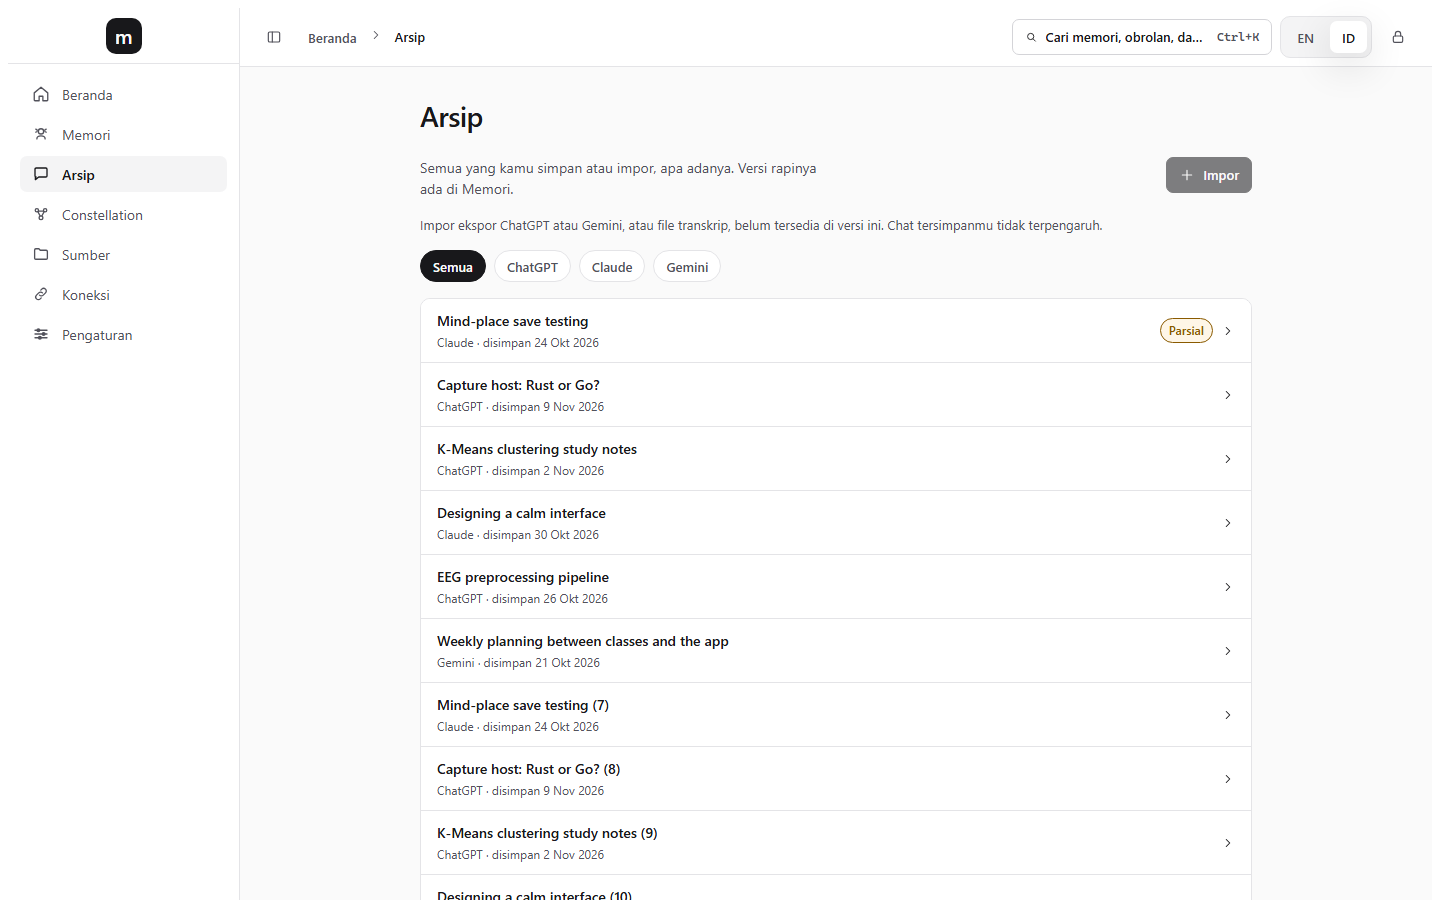 m
Beranda
Memori
Arsip
Constellation
Sumber
Koneksi
Pengaturan
Beranda > Arsip
Cari memori, obrolan, da... Ctrl+K
EN ID
Arsip
Semua yang kamu simpan atau impor, apa adanya. Versi rapinya
ada di Memori.
+ Impor
Impor ekspor ChatGPT atau Gemini, atau file transkrip, belum tersedia di versi ini. Chat tersimpanmu tidak terpengaruh.
Semua ChatGPT Claude Gemini
Mind-place save testing
Claude · disimpan 24 Okt 2026
Parsial
Capture host: Rust or Go?
ChatGPT · disimpan 9 Nov 2026
K-Means clustering study notes
ChatGPT · disimpan 2 Nov 2026
Designing a calm interface
Claude · disimpan 30 Okt 2026
EEG preprocessing pipeline
ChatGPT · disimpan 26 Okt 2026
Weekly planning between classes and the app
Gemini · disimpan 21 Okt 2026
Mind-place save testing (7)
Claude · disimpan 24 Okt 2026
Capture host: Rust or Go? (8)
ChatGPT · disimpan 9 Nov 2026
K-Means clustering study notes (9)
ChatGPT · disimpan 2 Nov 2026
Designing a calm interface (10)